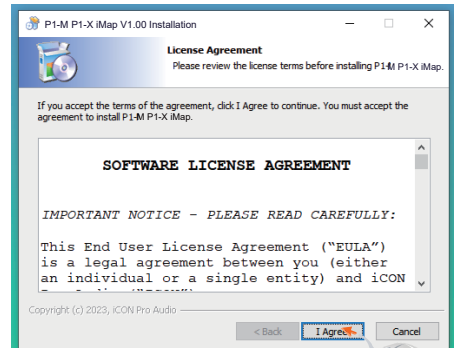 P1-M P1-X iMap V1.00 Installation
License Agreement
Please review the license terms before installing P1-M P1-X iMap.
If you accept the terms of the agreement, click I Agree to continue. You must accept the
agreement to install P1-M P1-X iMap.
SOFTWARE LICENSE AGREEMENT
IMPORTANT NOTICE – PLEASE READ CAREFULLY:
This End User License Agreement (“EULA”)
is a legal agreement between you (either
an individual or a single entity) and iCON
Copyright (c) 2023, iCON Pro Audio
< Back
I Agree
Cancel